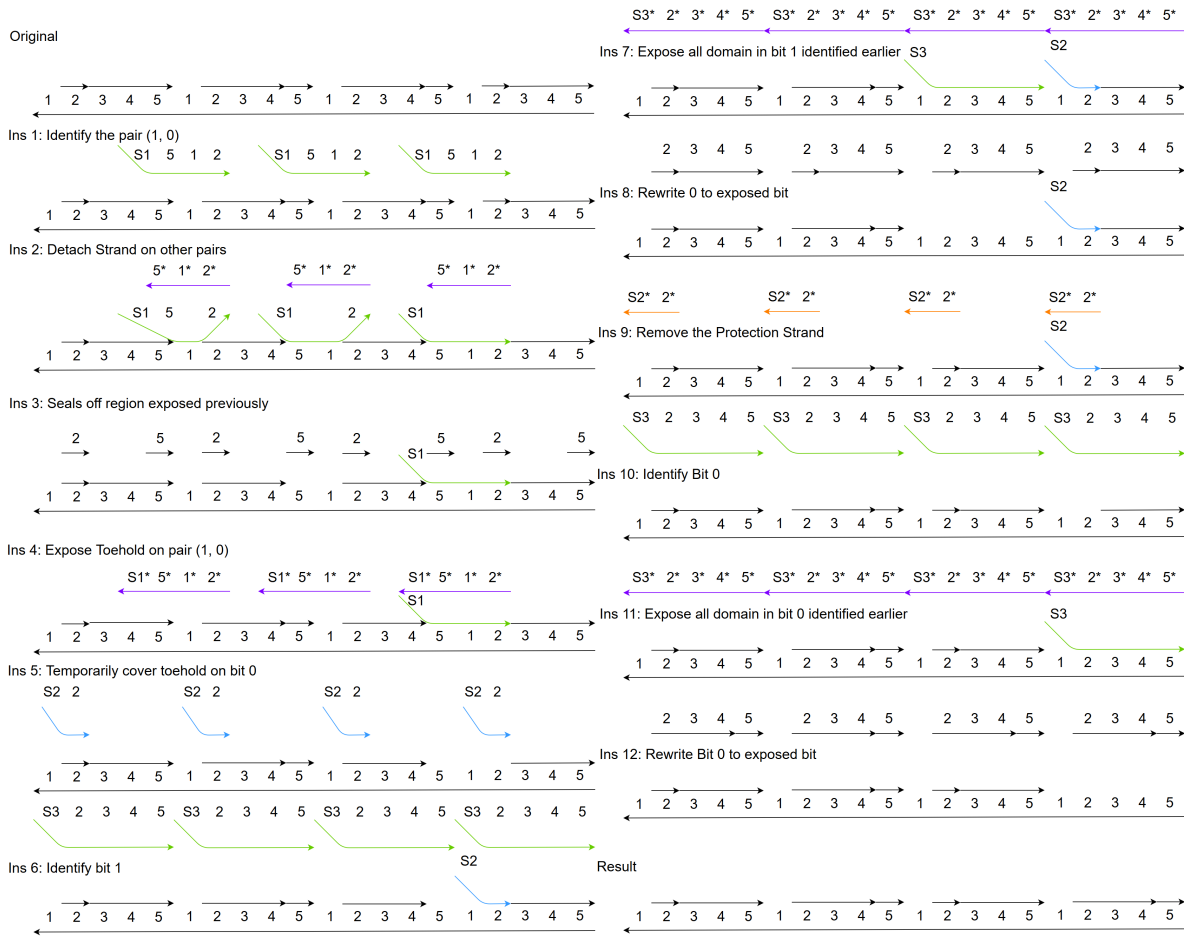 Original
1 2 3 4 5 1 2 3 4 5 1 2 3 4 5 1 2 3 4 5
Ins 1: Identify the pair (1, 0)
S1 5 1 2 S1 5 1 2 S1 5 1 2
1 2 3 4 5 1 2 3 4 5 1 2 3 4 5 1 2 3 4 5
Ins 2: Detach Strand on other pairs
5* 1* 2* 5* 1* 2* 5* 1* 2*
S1 5 2 S1 2 S1
1 2 3 4 5 1 2 3 4 5 1 2 3 4 5 1 2 3 4 5
Ins 3: Seals off region exposed previously
2 5 2 5 2 5 2 5
S1
1 2 3 4 5 1 2 3 4 5 1 2 3 4 5 1 2 3 4 5
Ins 4: Expose Toehold on pair (1, 0)
S1* 5* 1* 2* S1* 5* 1* 2* S1* 5* 1* 2*
S1
1 2 3 4 5 1 2 3 4 5 1 2 3 4 5 1 2 3 4 5
Ins 5: Temporarily cover toehold on bit 0
S2 2 S2 2 S2 2 S2 2
1 2 3 4 5 1 2 3 4 5 1 2 3 4 5 1 2 3 4 5
S3 2 3 4 5 S3 2 3 4 5 S3 2 3 4 5 S3 2 3 4 5
Ins 6: Identify bit 1
S2
1 2 3 4 5 1 2 3 4 5 1 2 3 4 5 1 2 3 4 5
S3* 2* 3* 4* 5* S3* 2* 3* 4* 5* S3* 2* 3* 4* 5* S3* 2* 3* 4* 5*
Ins 7: Expose all domain in bit 1 identified earlier
S3 S2
1 2 3 4 5 1 2 3 4 5 1 2 3 4 5 1 2 3 4 5
2 3 4 5 2 3 4 5 2 3 4 5 2 3 4 5
Ins 8: Rewrite 0 to exposed bit
S2
1 2 3 4 5 1 2 3 4 5 1 2 3 4 5 1 2 3 4 5
S2* 2* S2* 2* S2* 2* S2* 2*
Ins 9: Remove the Protection Strand
S2
1 2 3 4 5 1 2 3 4 5 1 2 3 4 5 1 2 3 4 5
S3 2 3 4 5 S3 2 3 4 5 S3 2 3 4 5 S3 2 3 4 5
Ins 10: Identify Bit 0
1 2 3 4 5 1 2 3 4 5 1 2 3 4 5 1 2 3 4 5
S3* 2* 3* 4* 5* S3* 2* 3* 4* 5* S3* 2* 3* 4* 5* S3* 2* 3* 4* 5*
Ins 11: Expose all domain in bit 0 identified earlier
S3
1 2 3 4 5 1 2 3 4 5 1 2 3 4 5 1 2 3 4 5
2 3 4 5 2 3 4 5 2 3 4 5 2 3 4 5
Ins 12: Rewrite Bit 0 to exposed bit
1 2 3 4 5 1 2 3 4 5 1 2 3 4 5 1 2 3 4 5
Result
1 2 3 4 5 1 2 3 4 5 1 2 3 4 5 1 2 3 4 5